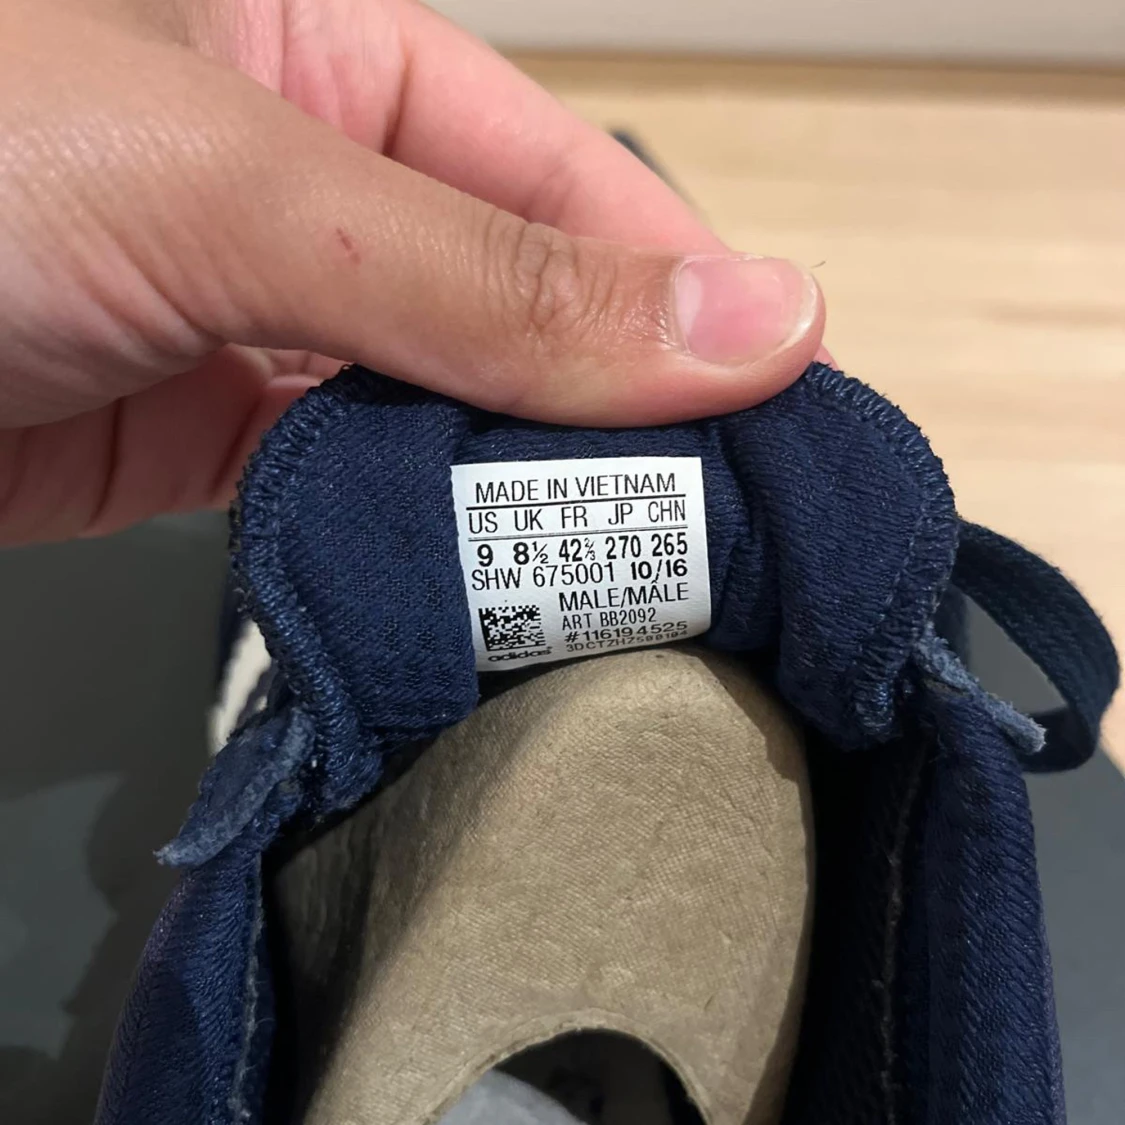 MADE IN VIETNAM
US UK FR JP CHN
9 8½ 42⅔ 270 265
SHW 675001 10/16
MALE/MÂLE
ART BB2092
#116194525
adidas